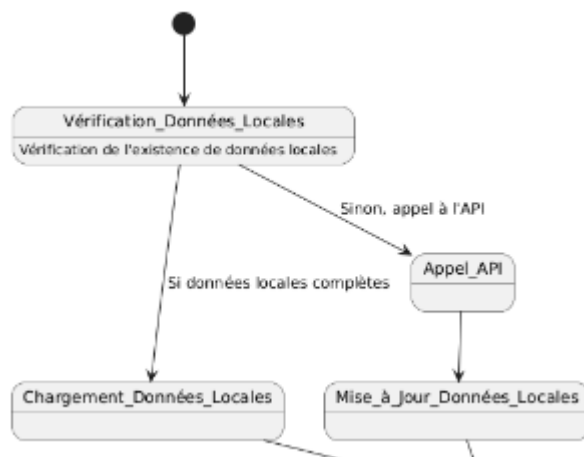 Vérification_Données_Locales
Vérification de l'existence de données locales
Sinon, appel à l'API
Appel_API
Si données locales complètes
Chargement_Données_Locales
Mise_à_Jour_Données_Locales